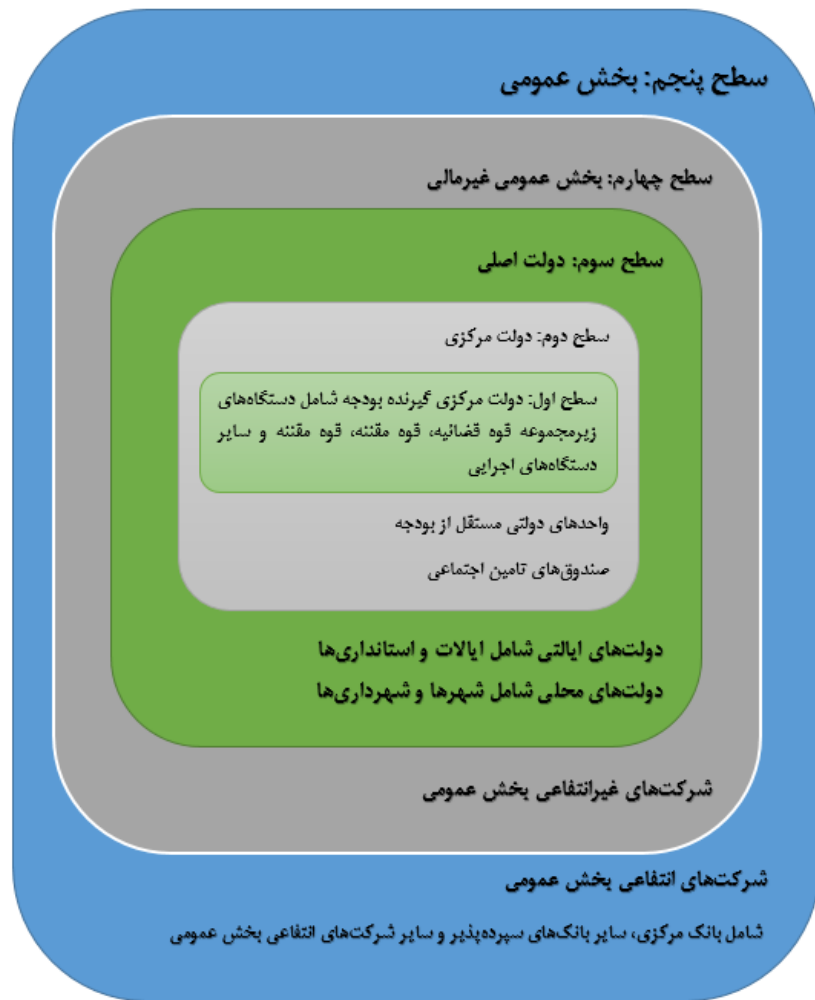 سطح پنجم: بخش عمومی
سطح چهارم: بخش عمومی غیرمالی
سطح سوم: دولت اصلی
سطح دوم: دولت مرکزی
سطح اول: دولت مرکزی گیرنده بودجه شامل دستگاه‌های
زیرمجموعه قوه قضائیه، قوه مقننه، قوه مقننه و سایر
دستگاه‌های اجرایی
واحدهای دولتی مستقل از بودجه
صندوق‌های تامین اجتماعی
دولت‌های ایالتی شامل ایالات و استانداری‌ها
دولت‌های محلی شامل شهرها و شهرداری‌ها
شرکت‌های غیرانتفاعی بخش عمومی
شرکت‌های انتفاعی بخش عمومی
شامل بانک مرکزی، سایر بانک‌های سپرده‌پذیر و سایر شرکت‌های انتفاعی بخش عمومی